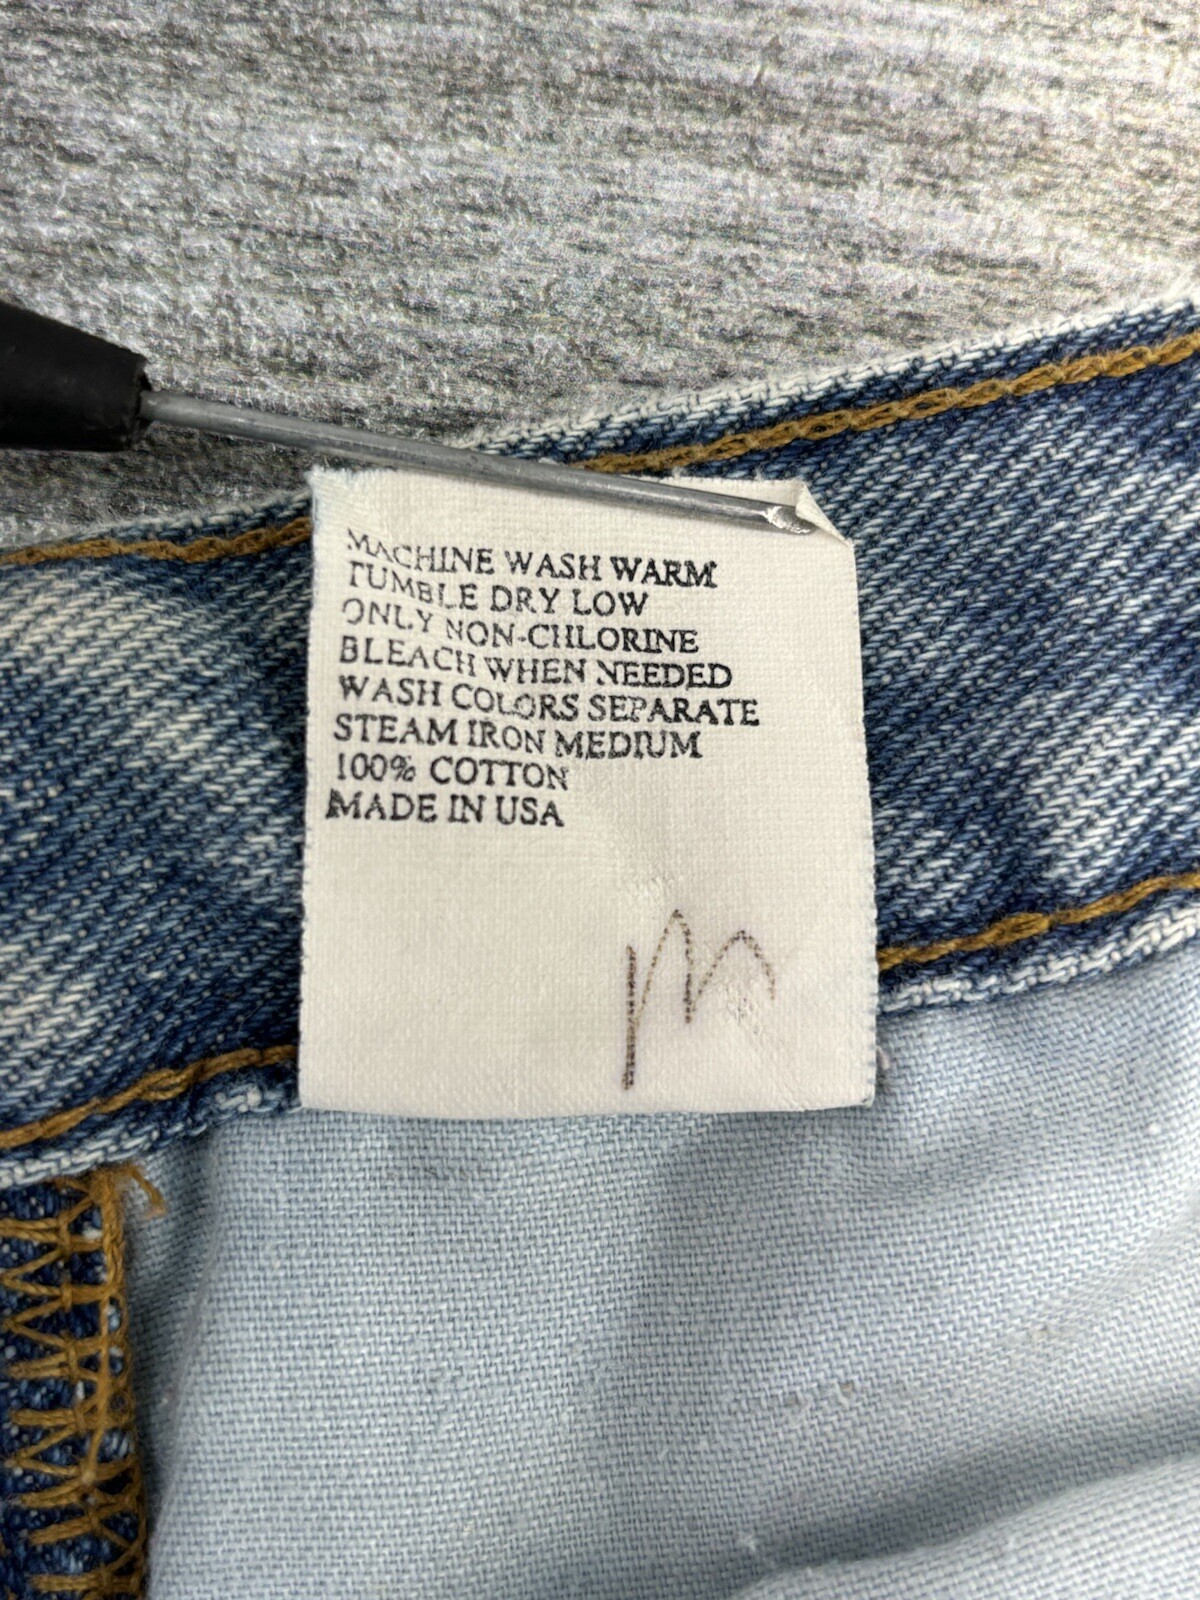 MACHINE WASH WARM
TUMBLE DRY LOW
ONLY NON-CHLORINE
BLEACH WHEN NEEDED
WASH COLORS SEPARATE
STEAM IRON MEDIUM
100% COTTON
MADE IN USA
m